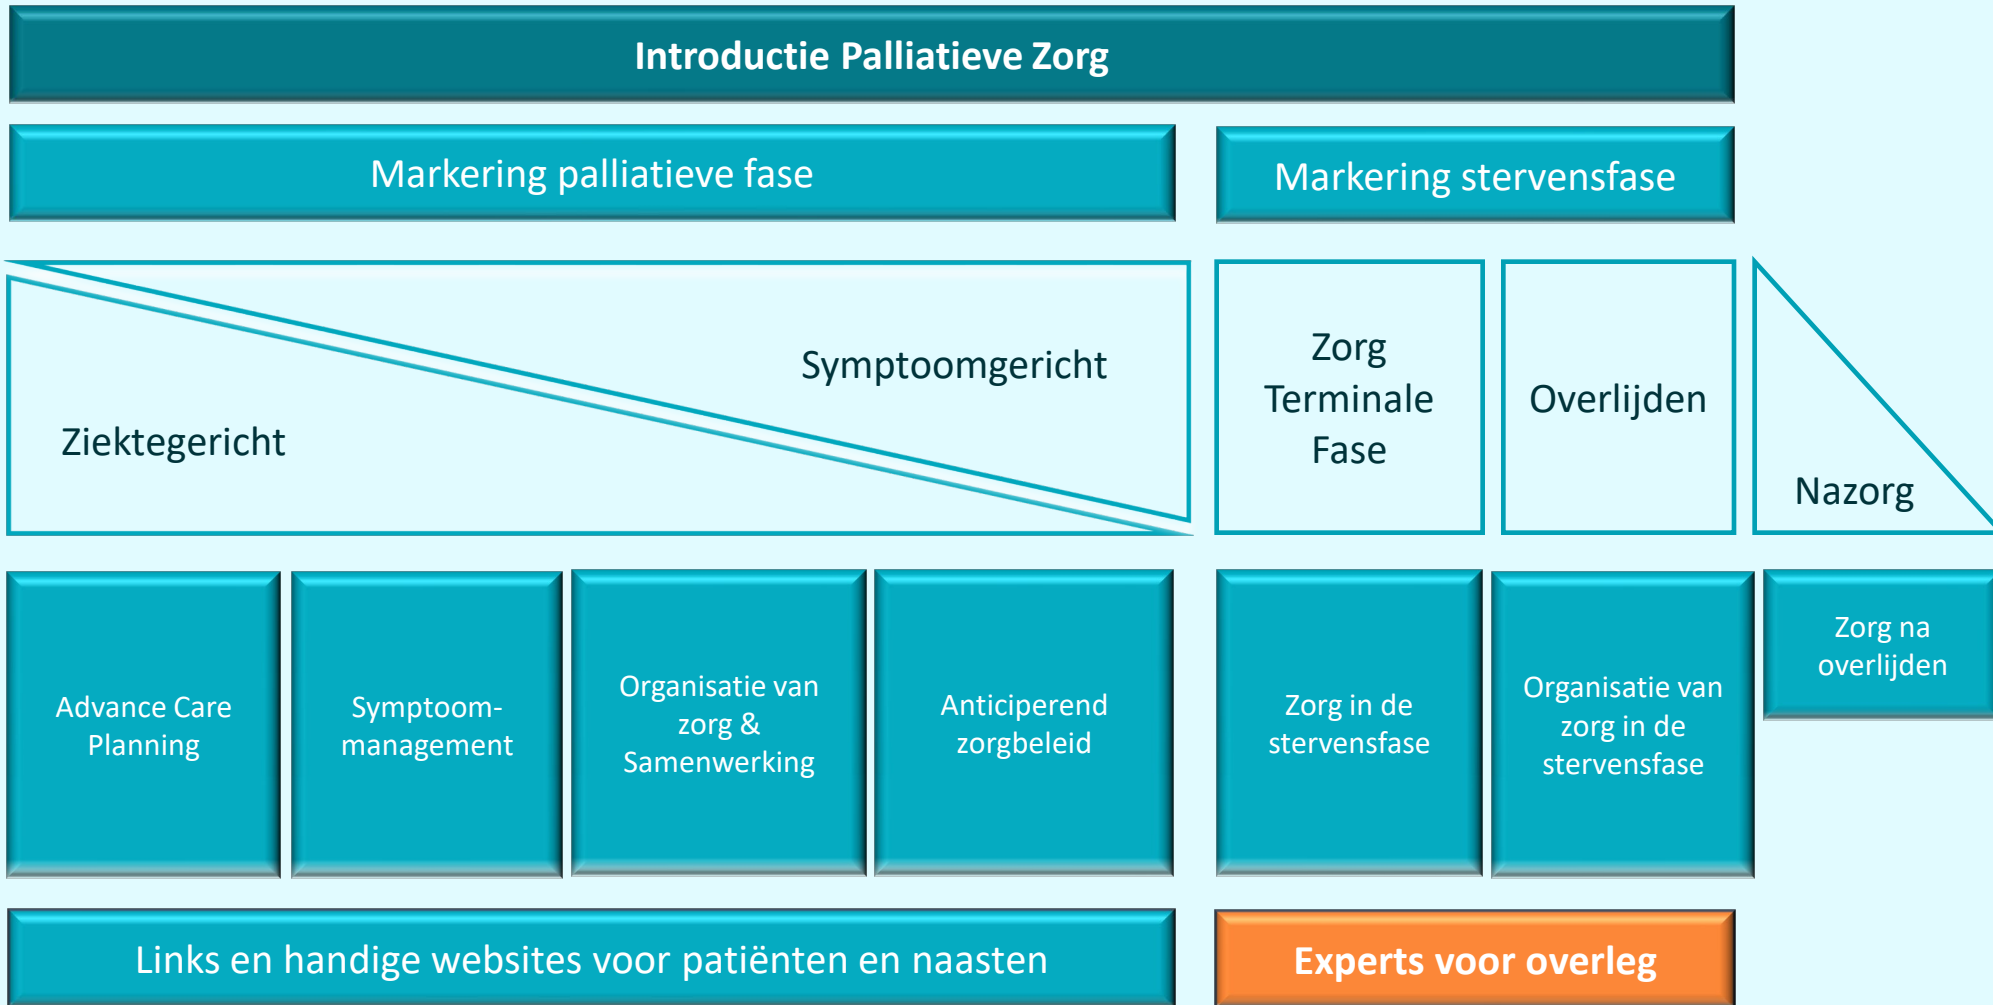 Introductie Palliatieve Zorg
Markering palliatieve fase
Markering stervensfase
Ziektegericht
Symptoomgericht
Zorg
Terminale
Fase
Overlijden
Nazorg
Advance Care
Planning
Symptoom-
management
Organisatie van
zorg &
Samenwerking
Anticiperend
zorgbeleid
Zorg in de
stervensfase
Organisatie van
zorg in de
stervensfase
Zorg na
overlijden
Links en handige websites voor patiënten en naasten
Experts voor overleg